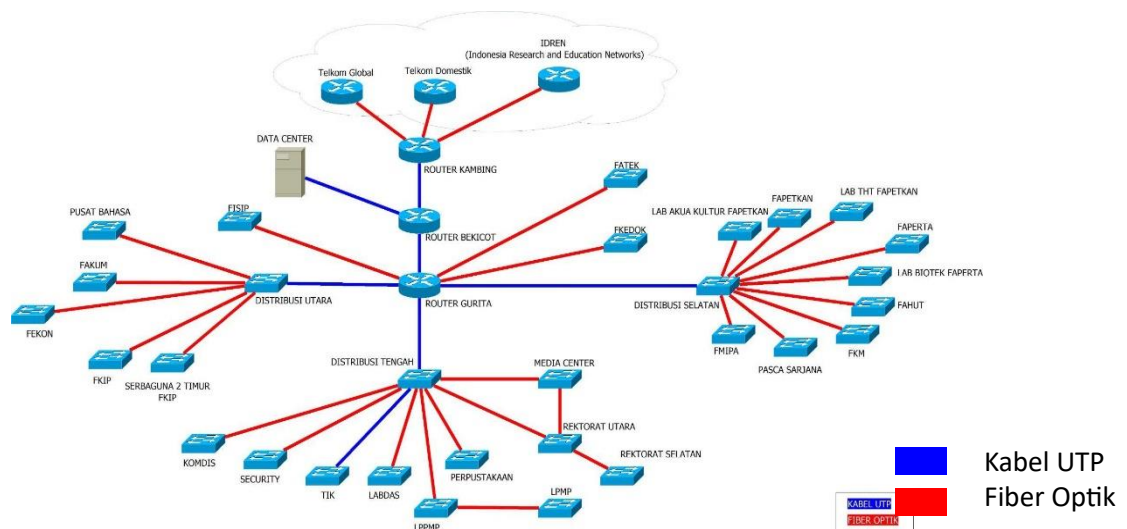 IDREN
(Indonesia Research and Education Networks)
Telkom Global
Telkom Domestik
DATA CENTER
ROUTER KAMBING
FATEK
LAB THT FAPETKAN
FAPETKAN
LAB AKUA KULTUR FAPETKAN
PUSAT BAHASA
FISIP
ROUTER BEKICOT
FKEDOK
FAPERTA
FAKUM
LAB BIOTEK FAPERTA
DISTRIBUSI UTARA
ROUTER GURITA
DISTRIBUSI SELATAN
FAHUT
FEKON
FMIPA
FKM
DISTRIBUSI TENGAH
MEDIA CENTER
PASCA SARJANA
FKIP
SERBAGUNA 2 TIMUR
FKIP
REKTORAT UTARA
KOMDIS
SECURITY
REKTORAT SELATAN
PERPUSTAKAAN
TIK
LABDAS
LPMP
LPPMP
Kabel UTP
Fiber Optik
KABEL UTP
FIBER OPTIK